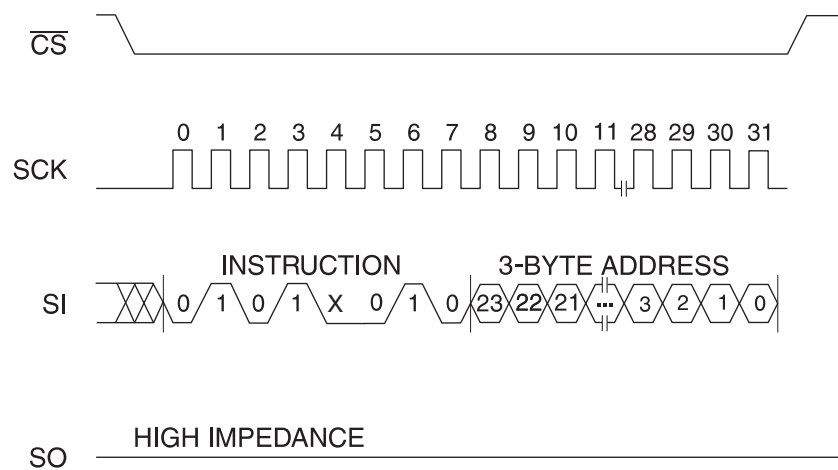 CS
0 1 2 3 4 5 6 7 8 9 10 11 28 29 30 31
SCK
INSTRUCTION 3-BYTE ADDRESS
SI 0 1 0 1 X 0 1 0 23 22 21 ... 3 2 1 0
HIGH IMPEDANCE
SO